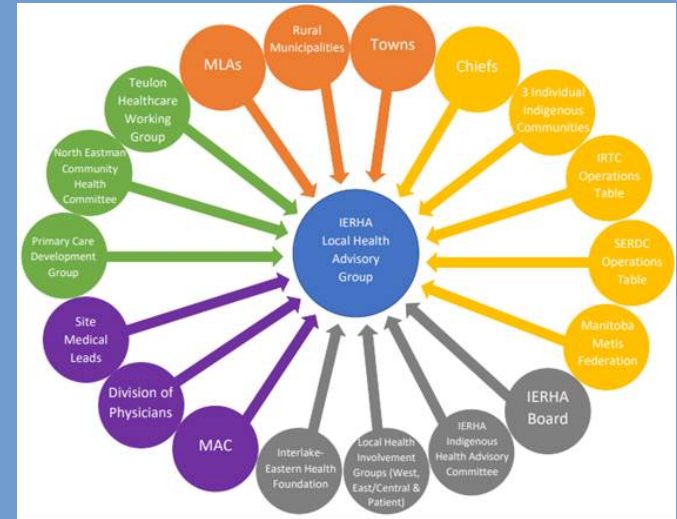 Rural
Municipalities
Towns
MLAs
Chiefs
Teulon
Healthcare
Working
Group
3 Individual
Indigenous
Communities
North Eastman
Community
Health
Committee
IRTC
Operations
Table
Primary Care
Development
Group
IERHA
Local Health
Advisory
Group
SERDC
Operations
Table
Site
Medical
Leads
Manitoba
Metis
Federation
Division of
Physicians
IERHA
Board
MAC
Interlake-
Eastern Health
Foundation
Local Health
Involvement
Groups (West,
East/Central &
Patient)
IERHA
Indigenous
Health Advisory
Committee